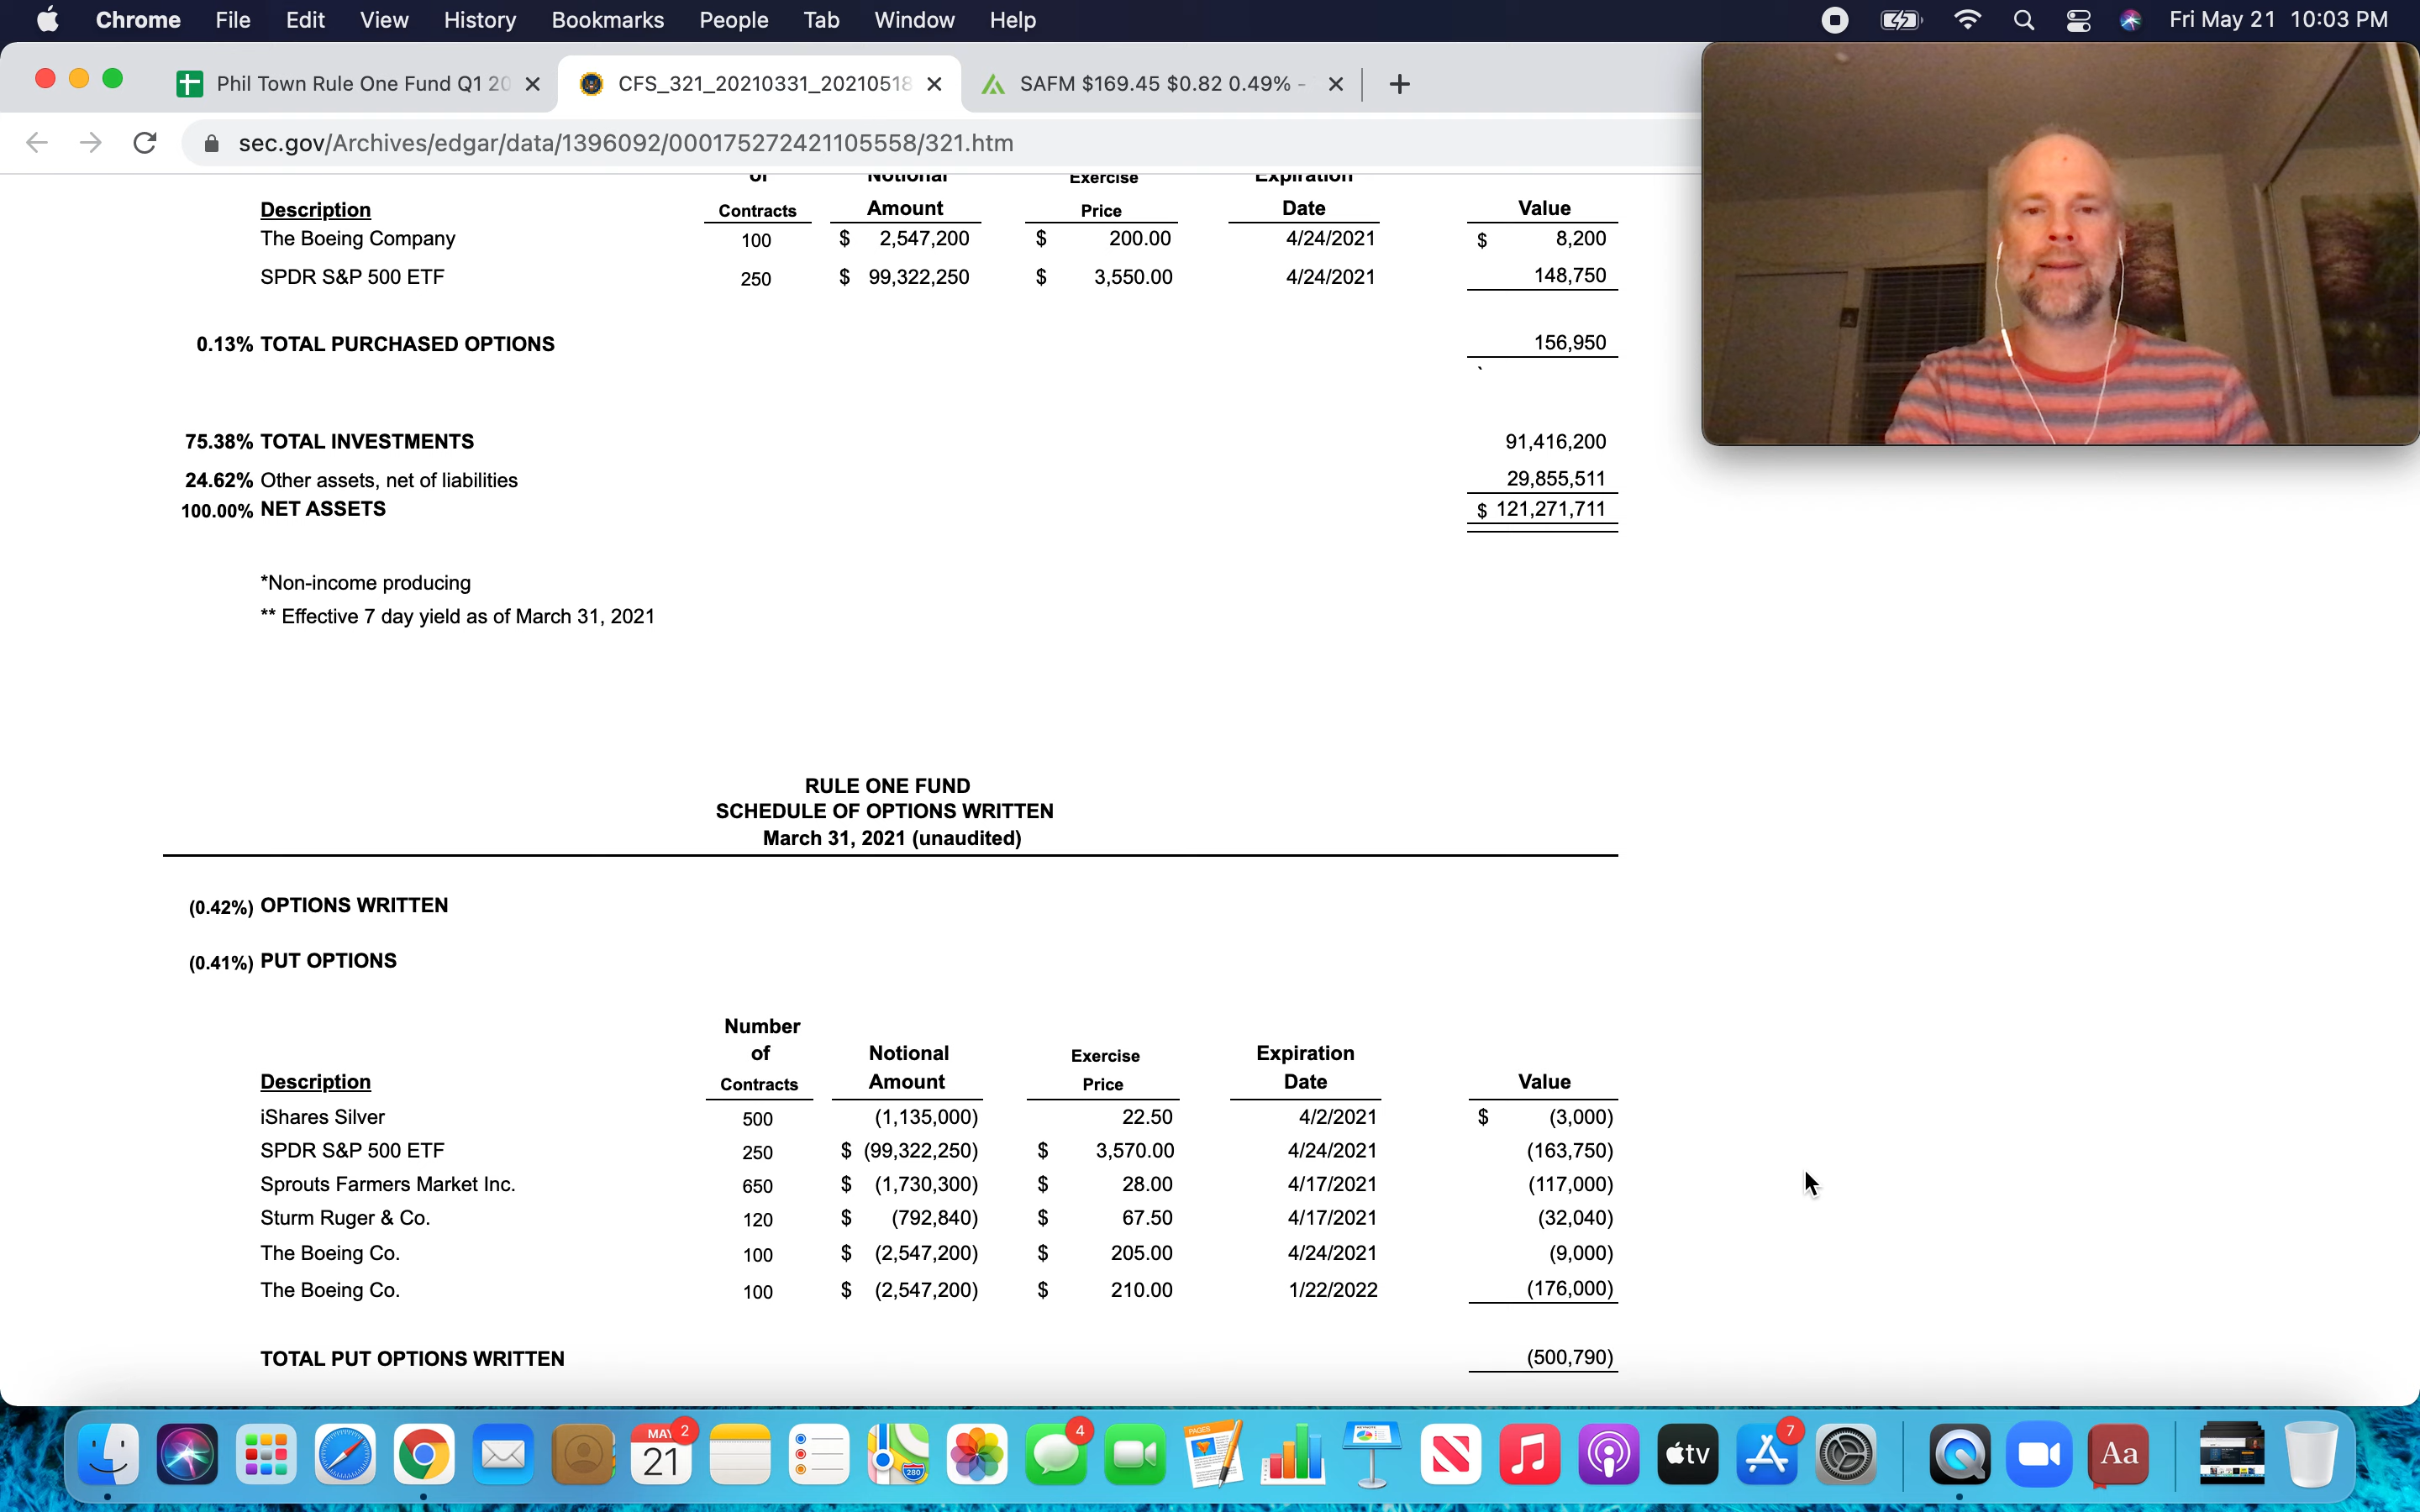 Chrome File Edit View History Bookmarks People Tab Window Help Fri May 21 10:03 PM
Phil Town Rule One Fund Q1 20 CFS_321_20210331_20210518 SAFM $169.45 $0.82 0.49% -
sec.gov/Archives/edgar/data/1396092/000175272421105558/321.htm
of Notional Exercise Expiration
Description Contracts Amount Price Date Value
The Boeing Company 100 $ 2,547,200 $ 200.00 4/24/2021 $ 8,200
SPDR S&P 500 ETF 250 $ 99,322,250 $ 3,550.00 4/24/2021 148,750
0.13% TOTAL PURCHASED OPTIONS 156,950
75.38% TOTAL INVESTMENTS 91,416,200
24.62% Other assets, net of liabilities 29,855,511
100.00% NET ASSETS $ 121,271,711
*Non-income producing
** Effective 7 day yield as of March 31, 2021
RULE ONE FUND
SCHEDULE OF OPTIONS WRITTEN
March 31, 2021 (unaudited)
(0.42%) OPTIONS WRITTEN
(0.41%) PUT OPTIONS
Number
of Notional Exercise Expiration
Description Contracts Amount Price Date Value
iShares Silver 500 (1,135,000) 22.50 4/2/2021 $ (3,000)
SPDR S&P 500 ETF 250 $ (99,322,250) $ 3,570.00 4/24/2021 (163,750)
Sprouts Farmers Market Inc. 650 $ (1,730,300) $ 28.00 4/17/2021 (117,000)
Sturm Ruger & Co. 120 $ (792,840) $ 67.50 4/17/2021 (32,040)
The Boeing Co. 100 $ (2,547,200) $ 205.00 4/24/2021 (9,000)
The Boeing Co. 100 $ (2,547,200) $ 210.00 1/22/2022 (176,000)
TOTAL PUT OPTIONS WRITTEN (500,790)
MAY 2 4 PAGES 7
21 280 tv Aa